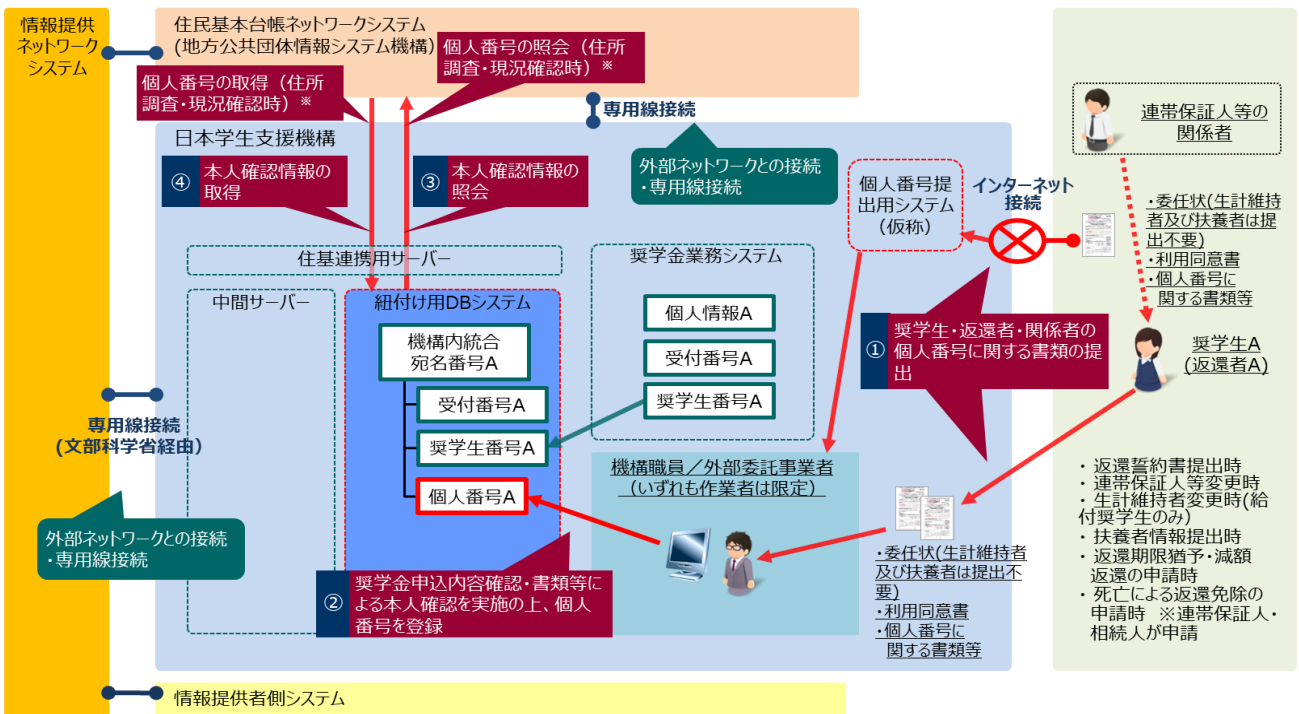 情報提供
ネットワーク
システム
住民基本台帳ネットワークシステム
(地方公共団体情報システム機構)
個人番号の照会（住所
調査・現況確認時）※
個人番号の取得（住所
調査・現況確認時）※
専用線接続
日本学生支援機構
④
本人確認情報の
取得
③
本人確認情報の
照会
外部ネットワークとの接続
・専用線接続
個人番号提
出用システム
(仮称)
インターネット
接続
連帯保証人等の
関係者
・委任状(生計維持
者及び扶養者は提
出不要)
・利用同意書
・個人番号に
関する書類等
住基連携用サーバー
中間サーバー
紐付け用DBシステム
機構内統合
宛名番号A
受付番号A
奨学生番号A
個人番号A
奨学金業務システム
個人情報A
受付番号A
奨学生番号A
①
奨学生・返還者・関係者の
個人番号に関する書類の提
出
奨学生A
(返還者A)
専用線接続
(文部科学省経由)
機構職員／外部委託事業者
（いずれも作業者は限定）
外部ネットワークとの接続
・専用線接続
②
奨学金申込内容確認・書類等に
よる本人確認を実施の上、個人
番号を登録
・委任状(生計維持者
及び扶養者は提出不
要)
・利用同意書
・個人番号に
関する書類等
・返還誓約書提出時
・連帯保証人等変更時
・生計維持者変更時(給
付奨学生のみ)
・扶養者情報提出時
・返還期限猶予・減額
返還の申請時
・死亡による返還免除の
申請時 ※連帯保証人・
相続人が申請
情報提供者側システム